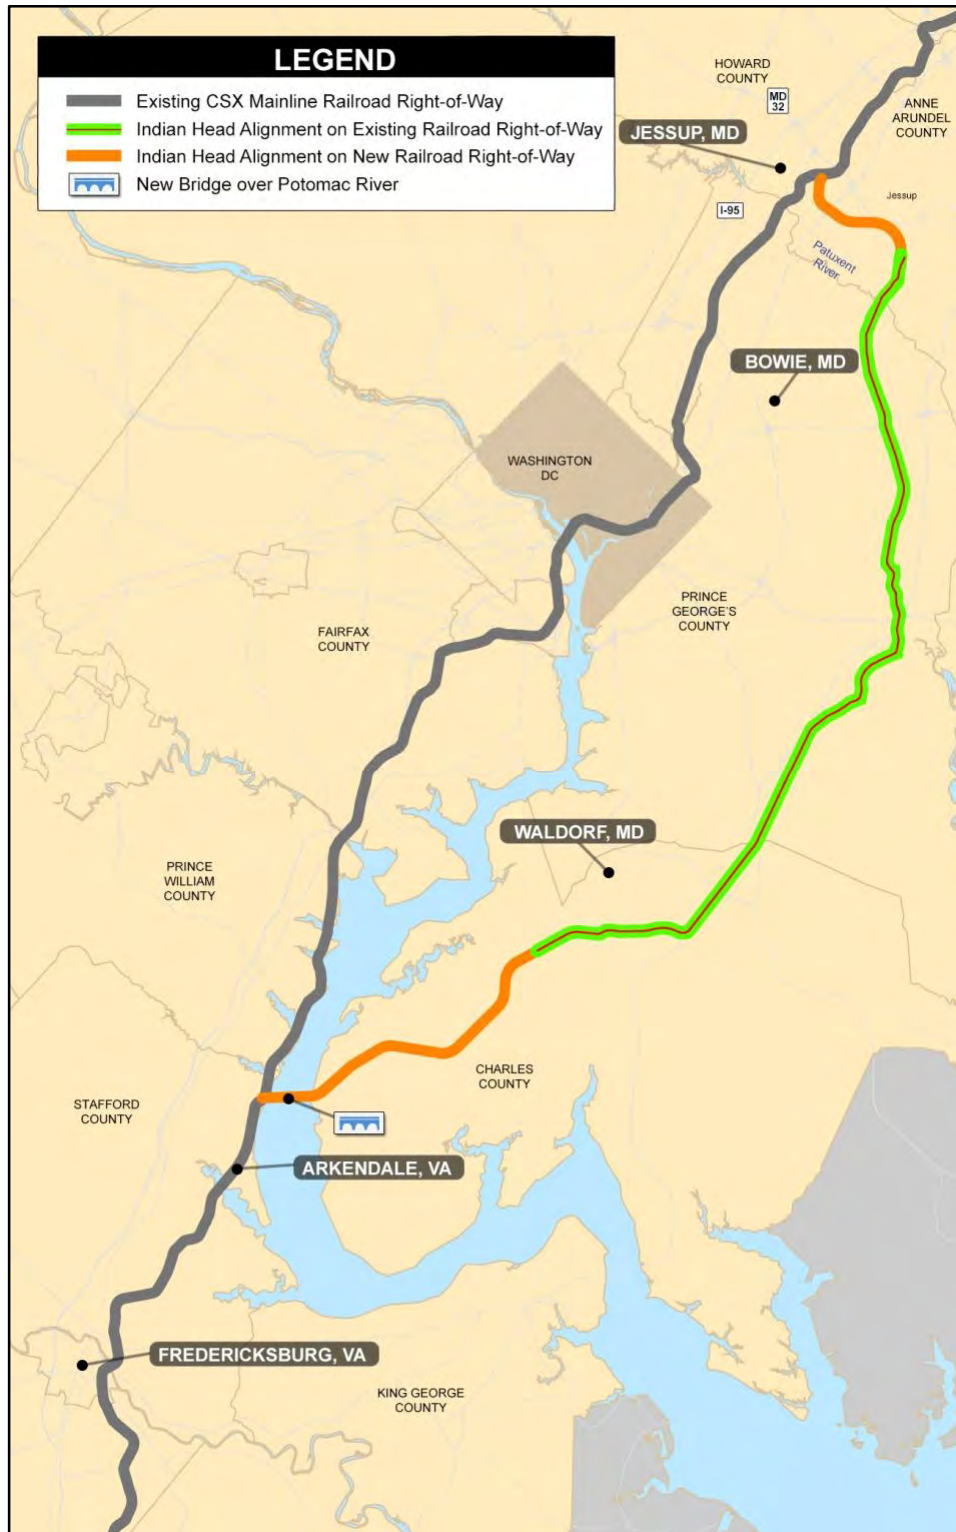 LEGEND
Existing CSX Mainline Railroad Right-of-Way
Indian Head Alignment on Existing Railroad Right-of-Way
Indian Head Alignment on New Railroad Right-of-Way
New Bridge over Potomac River
HOWARD
COUNTY
MD
32
ANNE
ARUNDEL
COUNTY
JESSUP, MD
Jessup
I-95
Patuxent
River
BOWIE, MD
WASHINGTON
DC
PRINCE
GEORGE'S
COUNTY
FAIRFAX
COUNTY
WALDORF, MD
PRINCE
WILLIAM
COUNTY
CHARLES
COUNTY
STAFFORD
COUNTY
ARKENDALE, VA
FREDERICKSBURG, VA
KING GEORGE
COUNTY